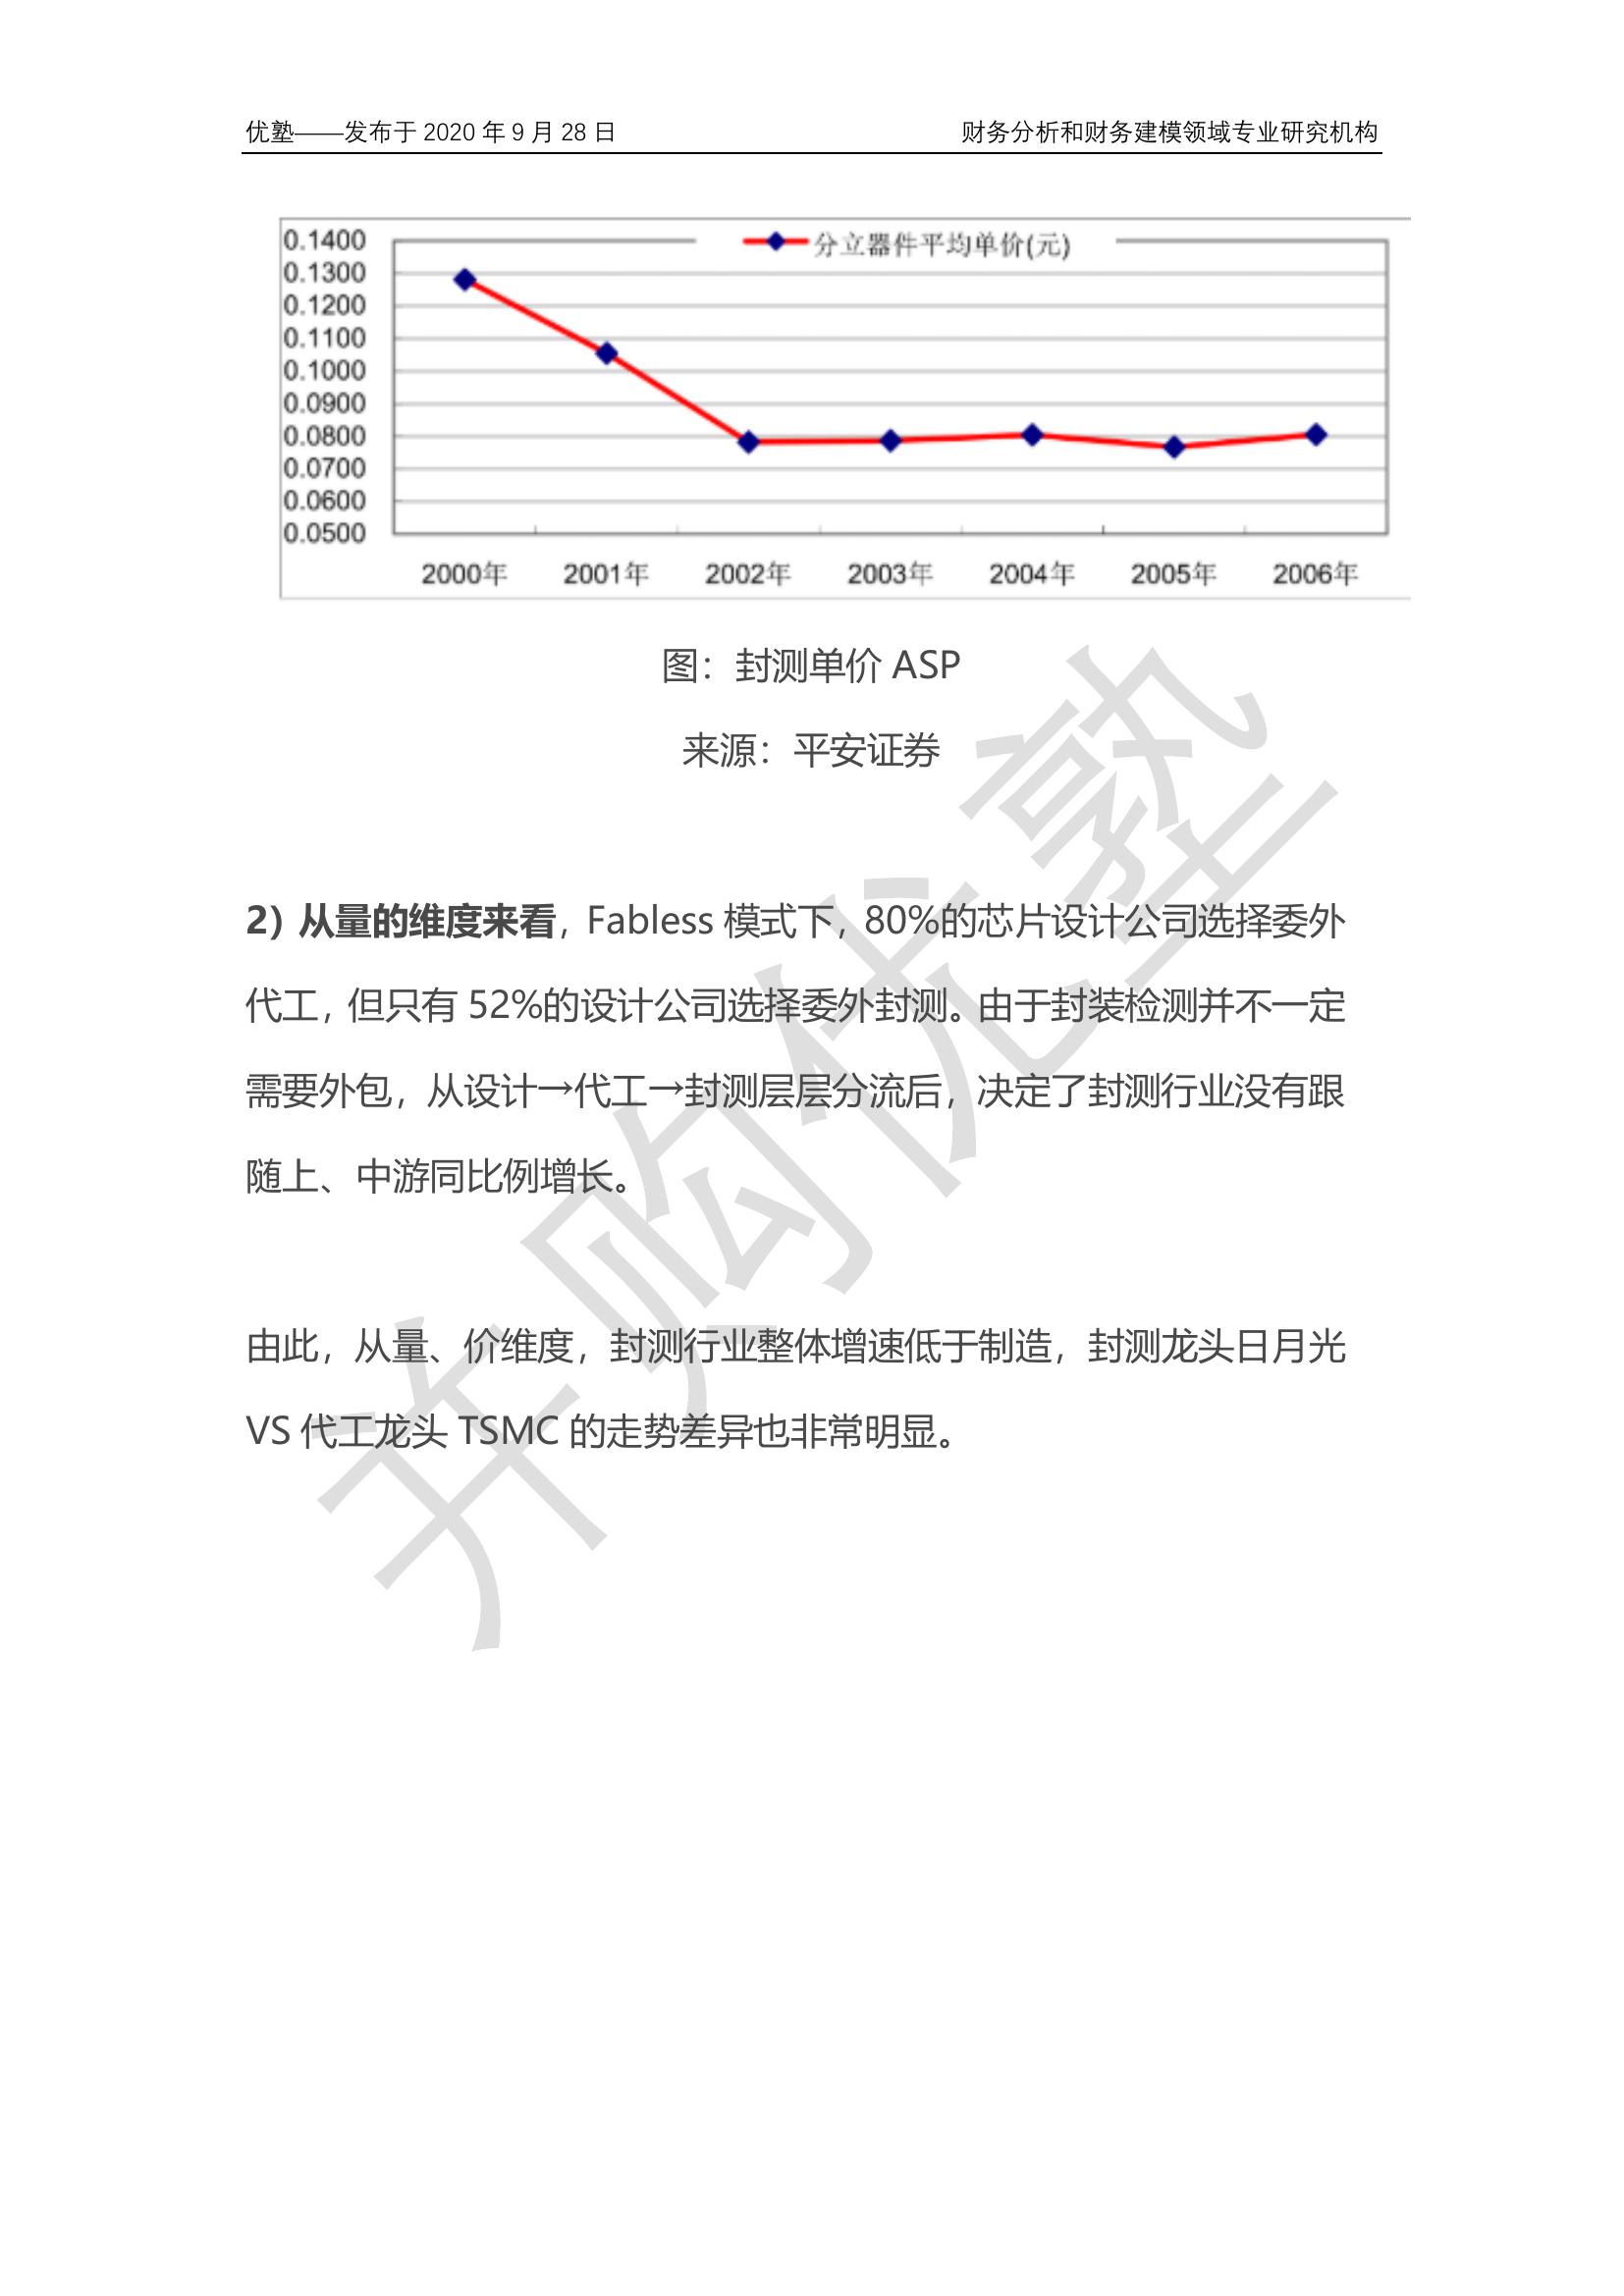 优塾——发布于 2020 年 9 月 28 日 财务分析和财务建模领域专业研究机构
分立器件平均单价(元)
0.1400
0.1300
0.1200
0.1100
0.1000
0.0900
0.0800
0.0700
0.0600
0.0500
2000年 2001年 2002年 2003年 2004年 2005年 2006年
图：封测单价 ASP
来源：平安证券
2）从量的维度来看，Fabless 模式下，80%的芯片设计公司选择委外
代工，但只有 52%的设计公司选择委外封测。由于封装检测并不一定
需要外包，从设计→代工→封测层层分流后，决定了封测行业没有跟
随上、中游同比例增长。
由此，从量、价维度，封测行业整体增速低于制造，封测龙头日月光
VS 代工龙头 TSMC 的走势差异也非常明显。
并购优塾